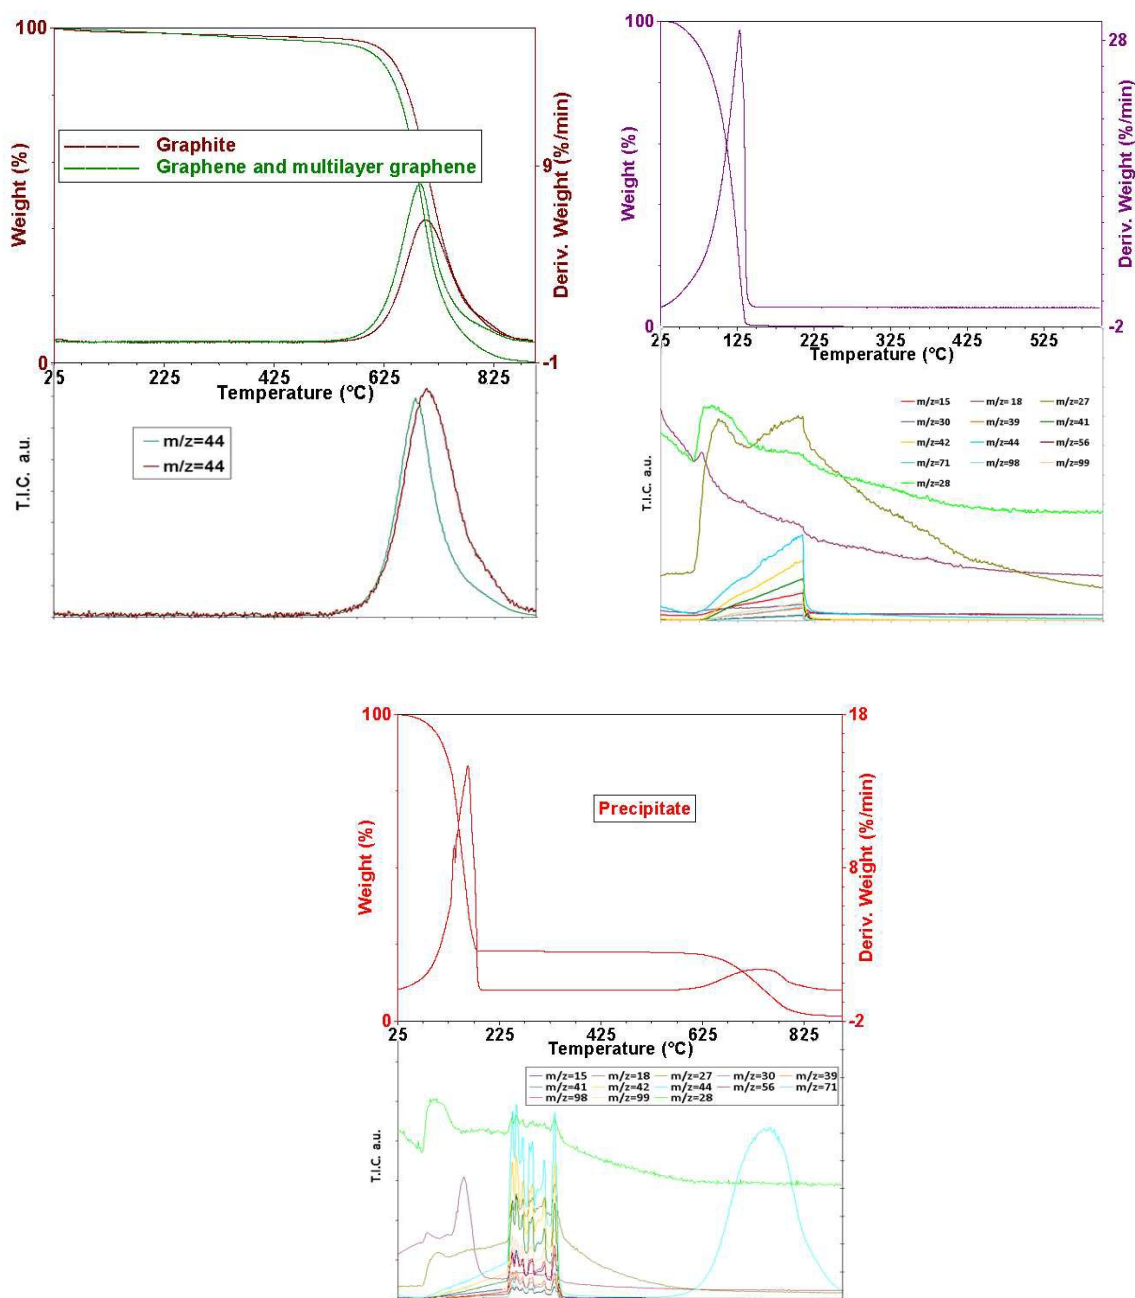 100
Weight (%)
Graphite
Graphene and multilayer graphene
9
Deriv. Weight (%/min)
0
-1
25
225
425
625
825
Temperature (°C)
T.I.C. a.u.
m/z=44
m/z=44
100
Weight (%)
28
Deriv. Weight (%/min)
0
-2
25
125
225
325
425
525
Temperature (°C)
T.I.C. a.u.
m/z=15 m/z= 18 m/z=27
m/z=30 m/z=39 m/z=41
m/z=42 m/z=44 m/z=56
m/z=71 m/z=98 m/z=99
m/z=28
100
Weight (%)
Precipitate
18
8
Deriv. Weight (%/min)
0
-2
25
225
425
625
825
Temperature (°C)
T.I.C. a.u.
m/z=15 m/z=18 m/z=27 m/z=30 m/z=39
m/z=41 m/z=42 m/z=44 m/z=56 m/z=71
m/z=98 m/z=99 m/z=28